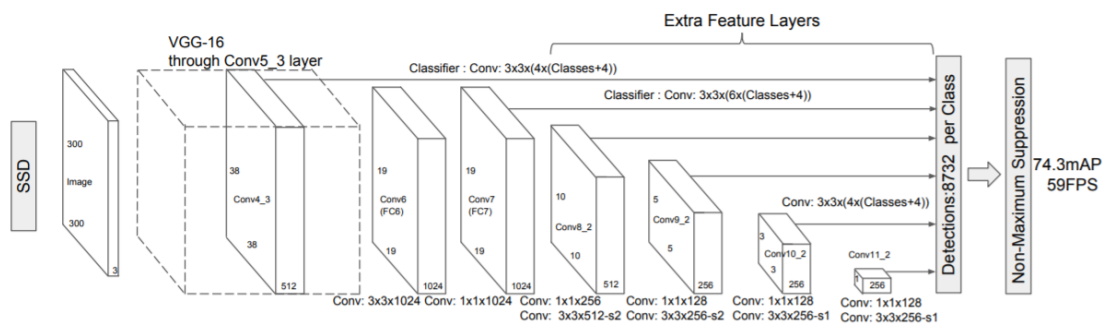 Extra Feature Layers
VGG-16
through Conv5_3 layer
Classifier : Conv: 3x3x(4x(Classes+4))
Classifier : Conv: 3x3x(6x(Classes+4))
SSD
300
Image
300
3
38
Conv4_3
38
512
19
Conv6
(FC6)
19
1024
19
Conv7
(FC7)
19
1024
10
Conv8_2
10
512
5
Conv9_2
5
256
Conv: 3x3x(4x(Classes+4))
3
Conv10_2
3
256
Conv11_2
1
256
Detections:8732 per Class
Non-Maximum Suppression
74.3mAP
59FPS
Conv: 3x3x1024
Conv: 1x1x1024
Conv: 1x1x256
Conv: 3x3x512-s2
Conv: 1x1x128
Conv: 3x3x256-s2
Conv: 1x1x128
Conv: 3x3x256-s1
Conv: 1x1x128
Conv: 3x3x256-s1